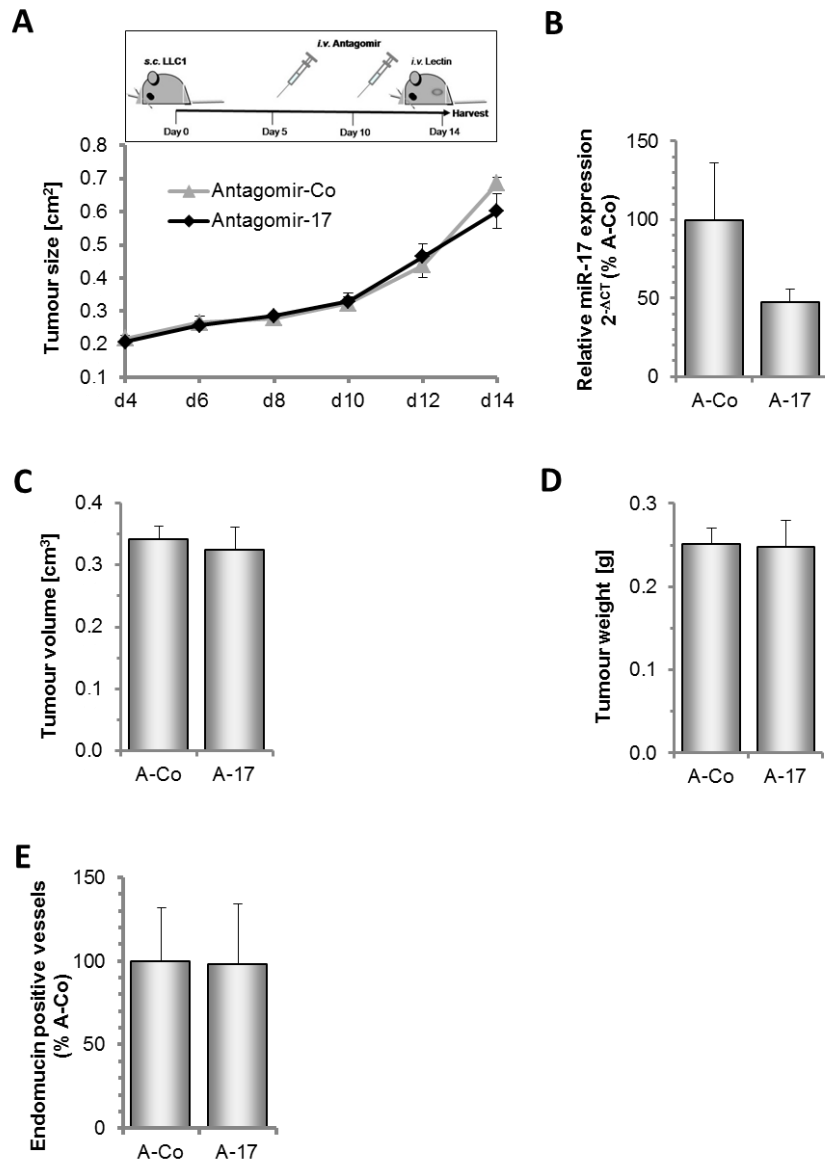 A
i.v. Antagomir
s.c. LLC1
i.v. Lectin
Harvest
Day 0
Day 5
Day 10
Day 14
Tumour size [cm²]
0.8
0.7
0.6
0.5
0.4
0.3
0.2
0.1
Antagomir-Co
Antagomir-17
d4
d6
d8
d10
d12
d14
B
Relative miR-17 expression
2-ΔCT (% A-Co)
150
100
50
0
A-Co
A-17
C
Tumour volume [cm³]
0.4
0.3
0.2
0.1
0.0
A-Co
A-17
D
Tumour weight [g]
0.3
0.2
0.1
0.0
A-Co
A-17
E
Endomucin positive vessels
(% A-Co)
150
100
50
0
A-Co
A-17